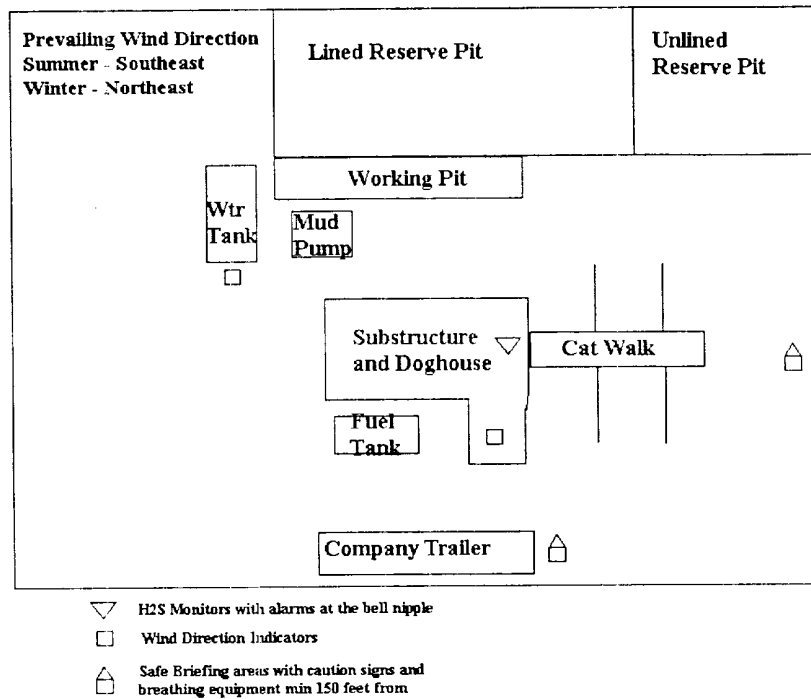 Prevailing Wind Direction
Summer - Southeast
Winter - Northeast
Lined Reserve Pit
Unlined
Reserve Pit
Working Pit
Wtr
Tank
Mud
Pump
Substructure
and Doghouse
Cat Walk
Fuel
Tank
Company Trailer
H2S Monitors with alarms at the bell nipple
Wind Direction Indicators
Safe Briefing areas with caution signs and
breathing equipment min 150 feet from